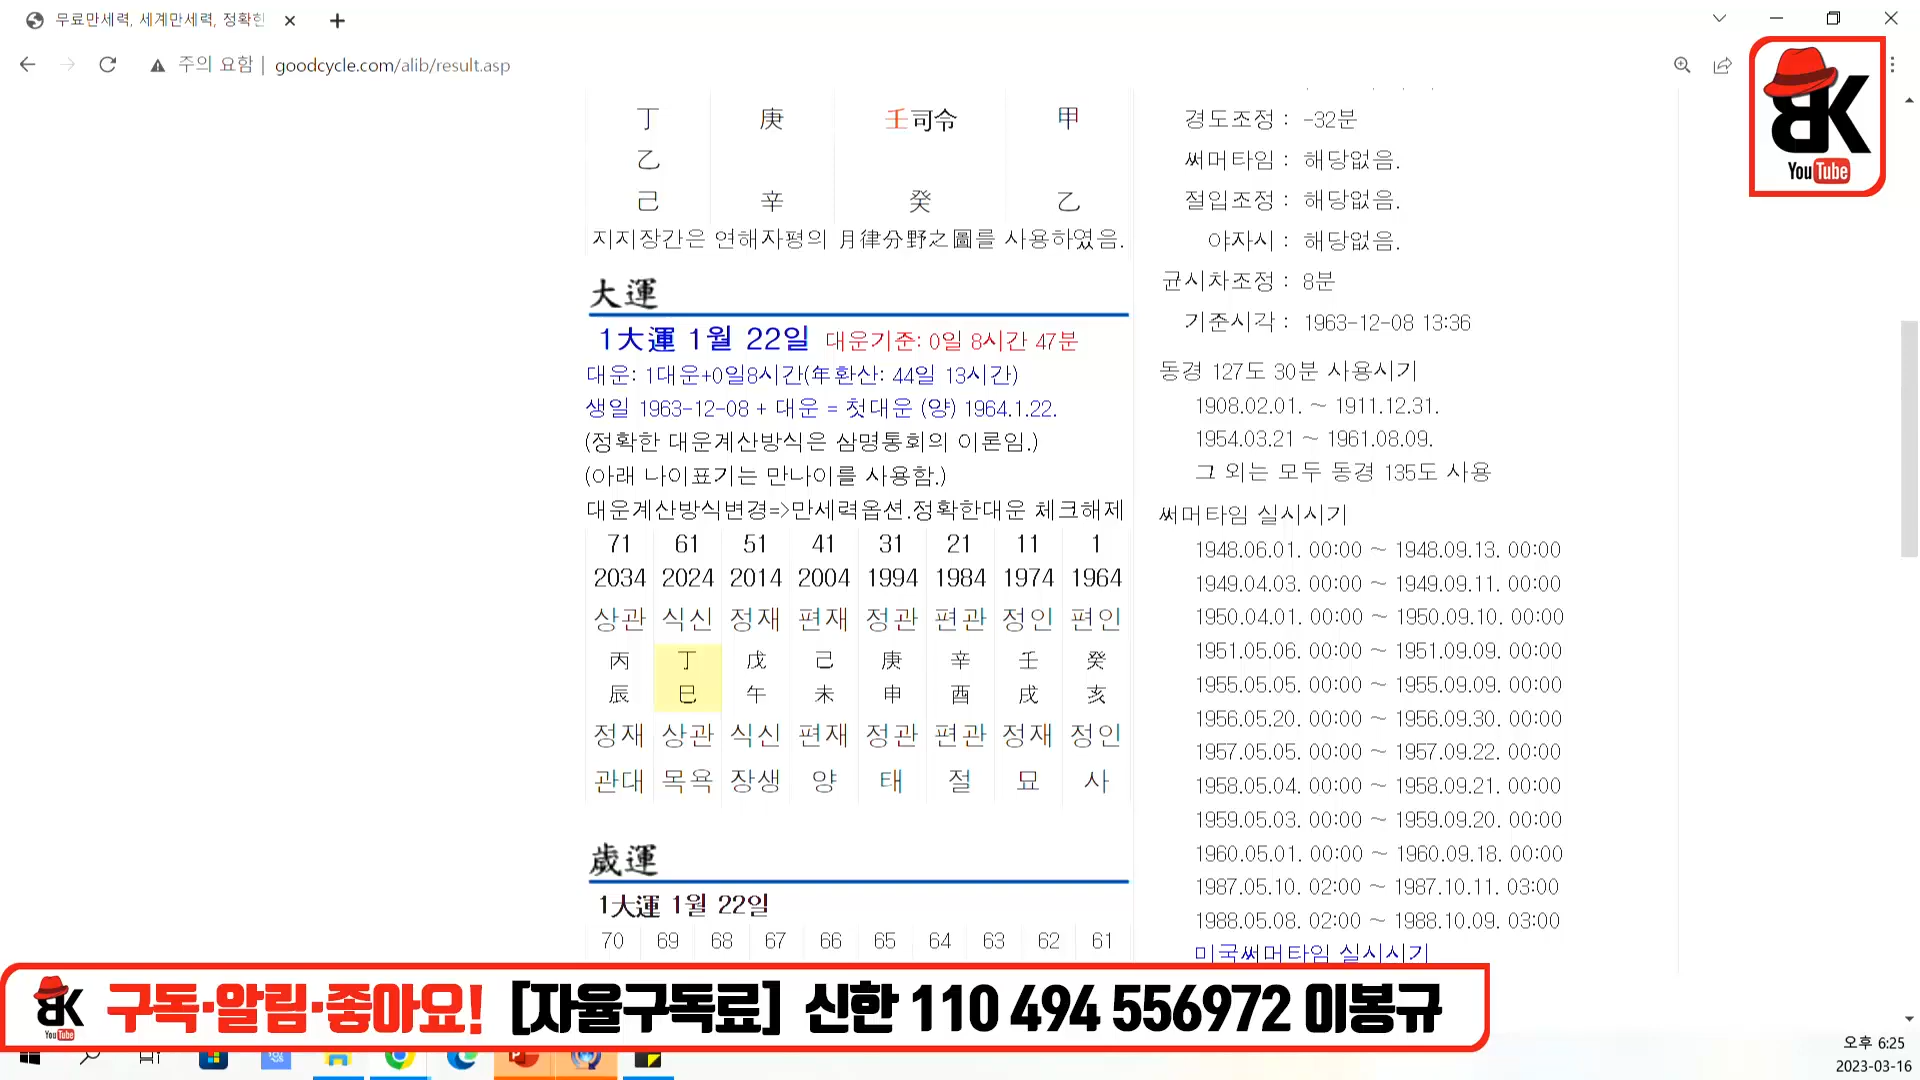 무료만세력, 세계만세력, 정확한
주의 요함 | goodcycle.com/alib/result.asp
BK
YouTube
丁 庚 壬司令 甲
乙
己 辛 癸 乙
지지장간은 연해자평의 月律分野之圖를 사용하였음.
大運
1大運 1월 22일 대운기준: 0일 8시간 47분
대운: 1대운+0일8시간(年환산: 44일 13시간)
생일 1963-12-08 + 대운 = 첫대운 (양) 1964.1.22.
(정확한 대운계산방식은 삼명통회의 이론임.)
(아래 나이표기는 만나이를 사용함.)
대운계산방식변경=>만세력옵션.정확한대운 체크해제
71 61 51 41 31 21 11 1
2034 2024 2014 2004 1994 1984 1974 1964
상관 식신 정재 편재 정관 편관 정인 편인
丙 丁 戊 己 庚 辛 壬 癸
辰 巳 午 未 申 酉 戌 亥
정재 상관 식신 편재 정관 편관 정재 정인
관대 목욕 장생 양 태 절 묘 사
歲運
1大運 1월 22일
70 69 68 67 66 65 64 63 62 61
경도조정 : -32분
써머타임 : 해당없음.
절입조정 : 해당없음.
야자시 : 해당없음.
균시차조정 : 8분
기준시각 : 1963-12-08 13:36
동경 127도 30분 사용시기
1908.02.01. ~ 1911.12.31.
1954.03.21 ~ 1961.08.09.
그 외는 모두 동경 135도 사용
써머타임 실시시기
1948.06.01. 00:00 ~ 1948.09.13. 00:00
1949.04.03. 00:00 ~ 1949.09.11. 00:00
1950.04.01. 00:00 ~ 1950.09.10. 00:00
1951.05.06. 00:00 ~ 1951.09.09. 00:00
1955.05.05. 00:00 ~ 1955.09.09. 00:00
1956.05.20. 00:00 ~ 1956.09.30. 00:00
1957.05.05. 00:00 ~ 1957.09.22. 00:00
1958.05.04. 00:00 ~ 1958.09.21. 00:00
1959.05.03. 00:00 ~ 1959.09.20. 00:00
1960.05.01. 00:00 ~ 1960.09.18. 00:00
1987.05.10. 02:00 ~ 1987.10.11. 03:00
1988.05.08. 02:00 ~ 1988.10.09. 03:00
미국써머타임 실시시기
BK YouTube 구독·알림·좋아요! [자율구독료] 신한 110 494 556972 이봉규
오후 6:25
2023-03-16